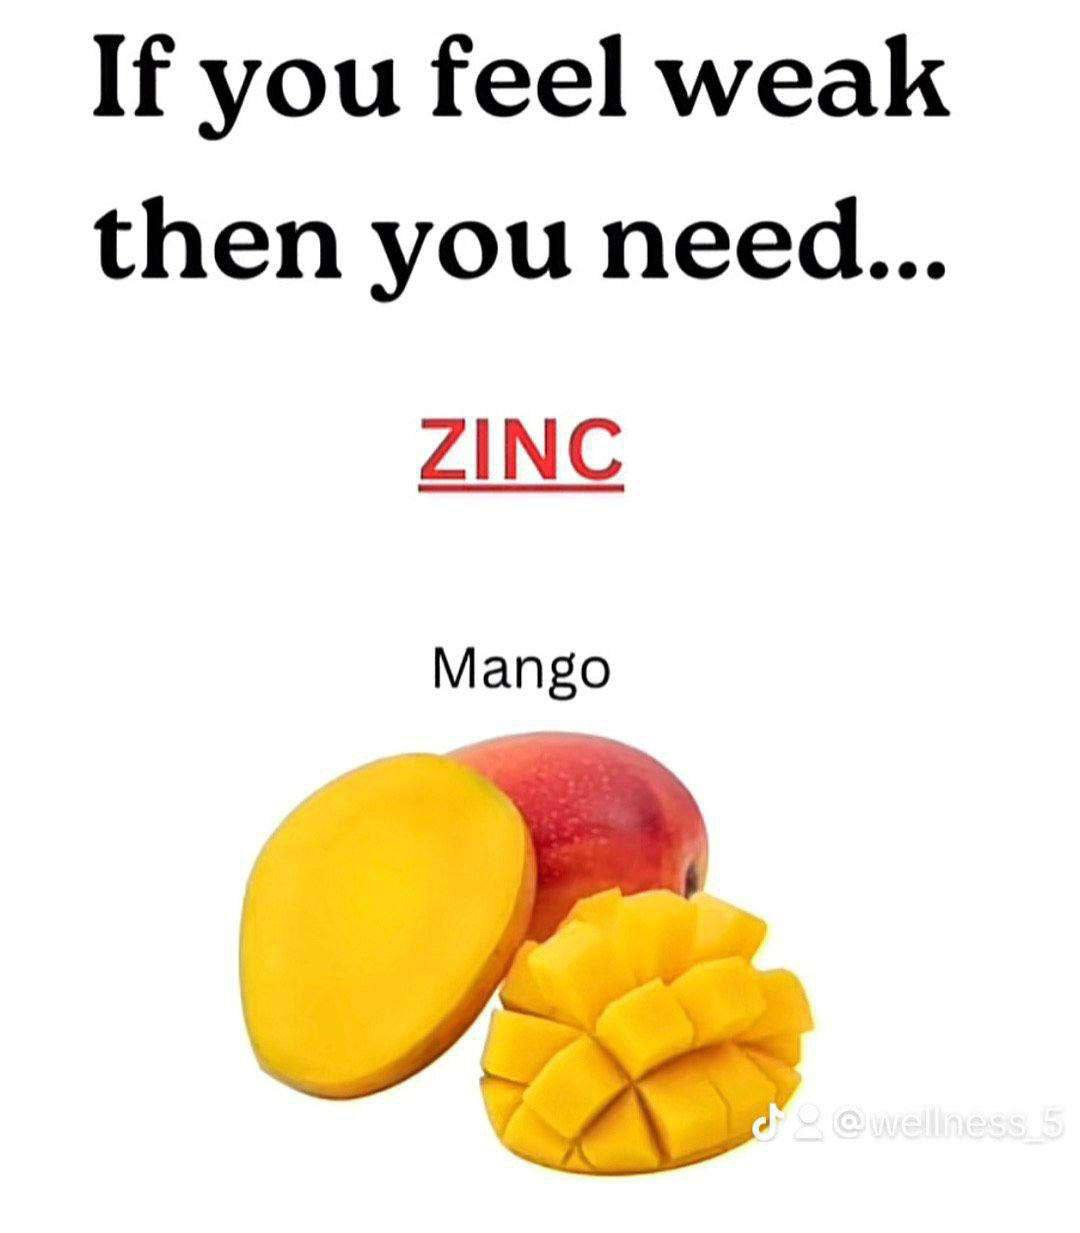 If you feel weak
then you need...
ZINC
Mango
@wellness_5